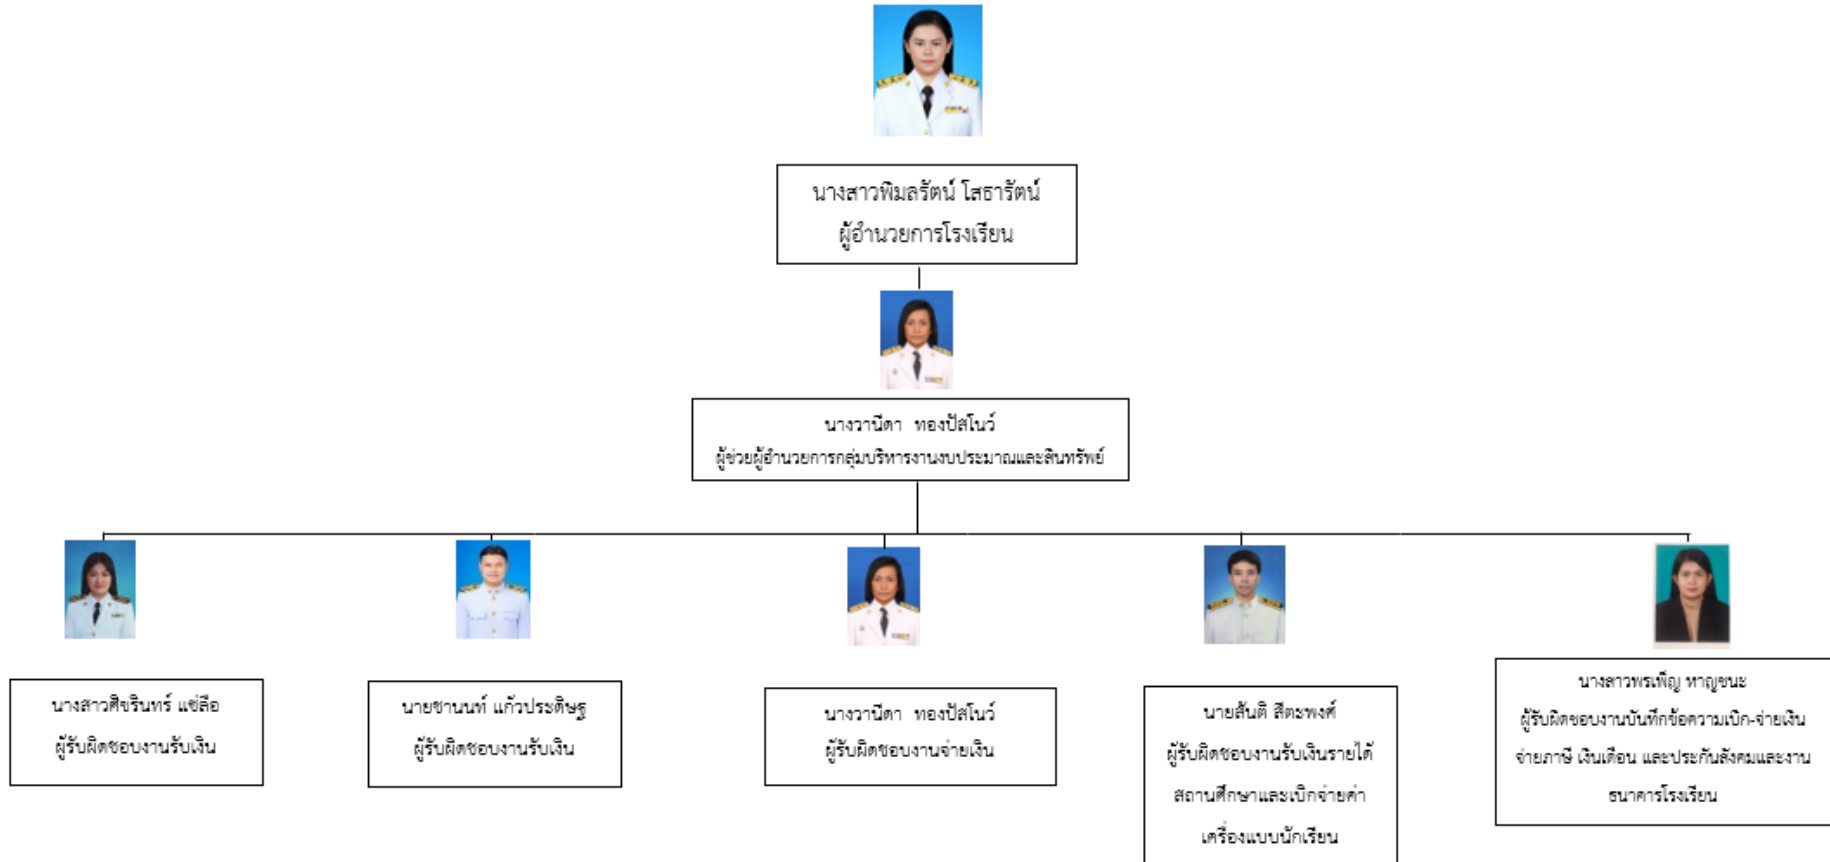 นางสาวพิมลรัตน์ โสธารัตน์
ผู้อำนวยการโรงเรียน
นางวานีดา ทองปัสโนว์
ผู้ช่วยผู้อำนวยการกลุ่มบริหารงานงบประมาณและสินทรัพย์
นางสาวศิขรินทร์ แซ่ลือ
ผู้รับผิดชอบงานรับเงิน
นายชานนท์ แก้วประดิษฐ
ผู้รับผิดชอบงานรับเงิน
นางวานีดา ทองปัสโนว์
ผู้รับผิดชอบงานจ่ายเงิน
นายสันติ สีตะพงศ์
ผู้รับผิดชอบงานรับเงินรายได้
สถานศึกษาและเบิกจ่ายค่า
เครื่องแบบนักเรียน
นางสาวพรเพ็ญ หาญชนะ
ผู้รับผิดชอบงานบันทึกข้อความเบิก-จ่ายเงิน
จ่ายภาษี เงินเดือน และประกันสังคมและงาน
ธนาคารโรงเรียน